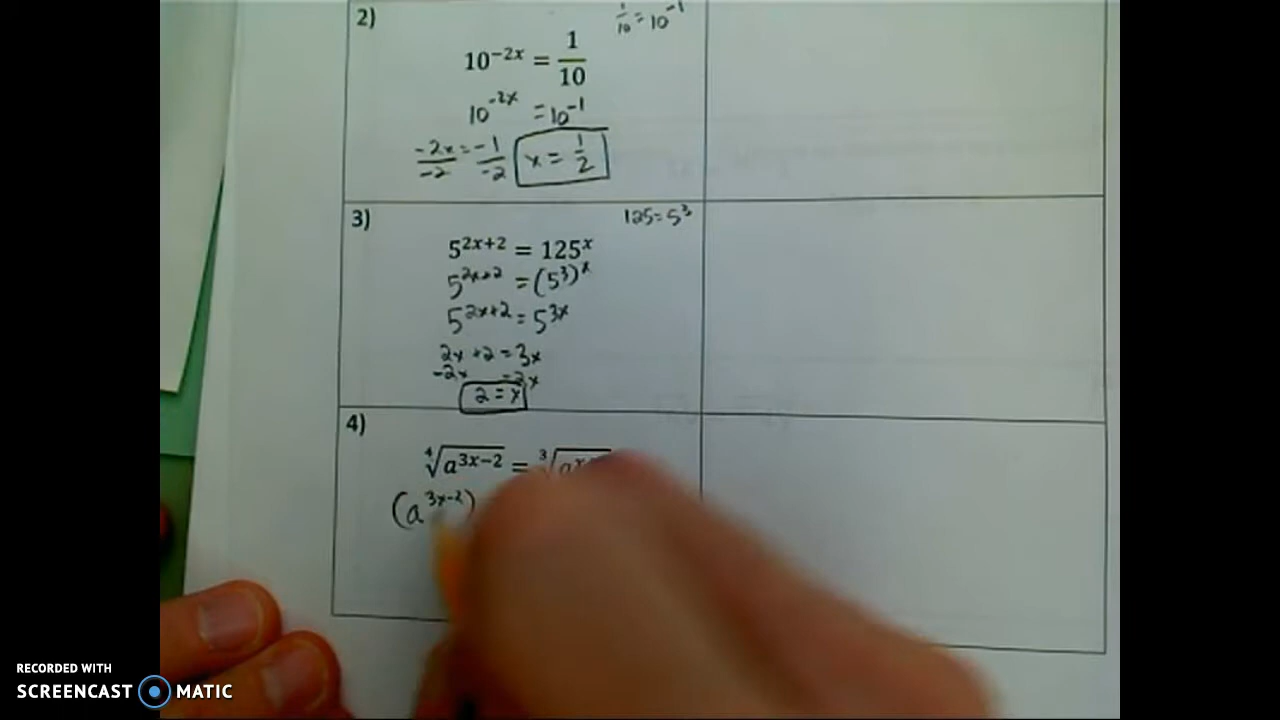 2)
1/10 = 10^-1
10^-2x = 1/10
10^-2x = 10^-1
-2x/-2 = -1/-2 x = 1/2
3)
125 = 5^3
5^2x+2 = 125^x
5^2x+2 = (5^3)^x
5^2x+2 = 5^3x
2x + 2 = 3x
-2x -2x
2 = x
4)
4√a^3x-2 = 3√a^x
(a^3x-2)
RECORDED WITH
SCREENCAST MATIC